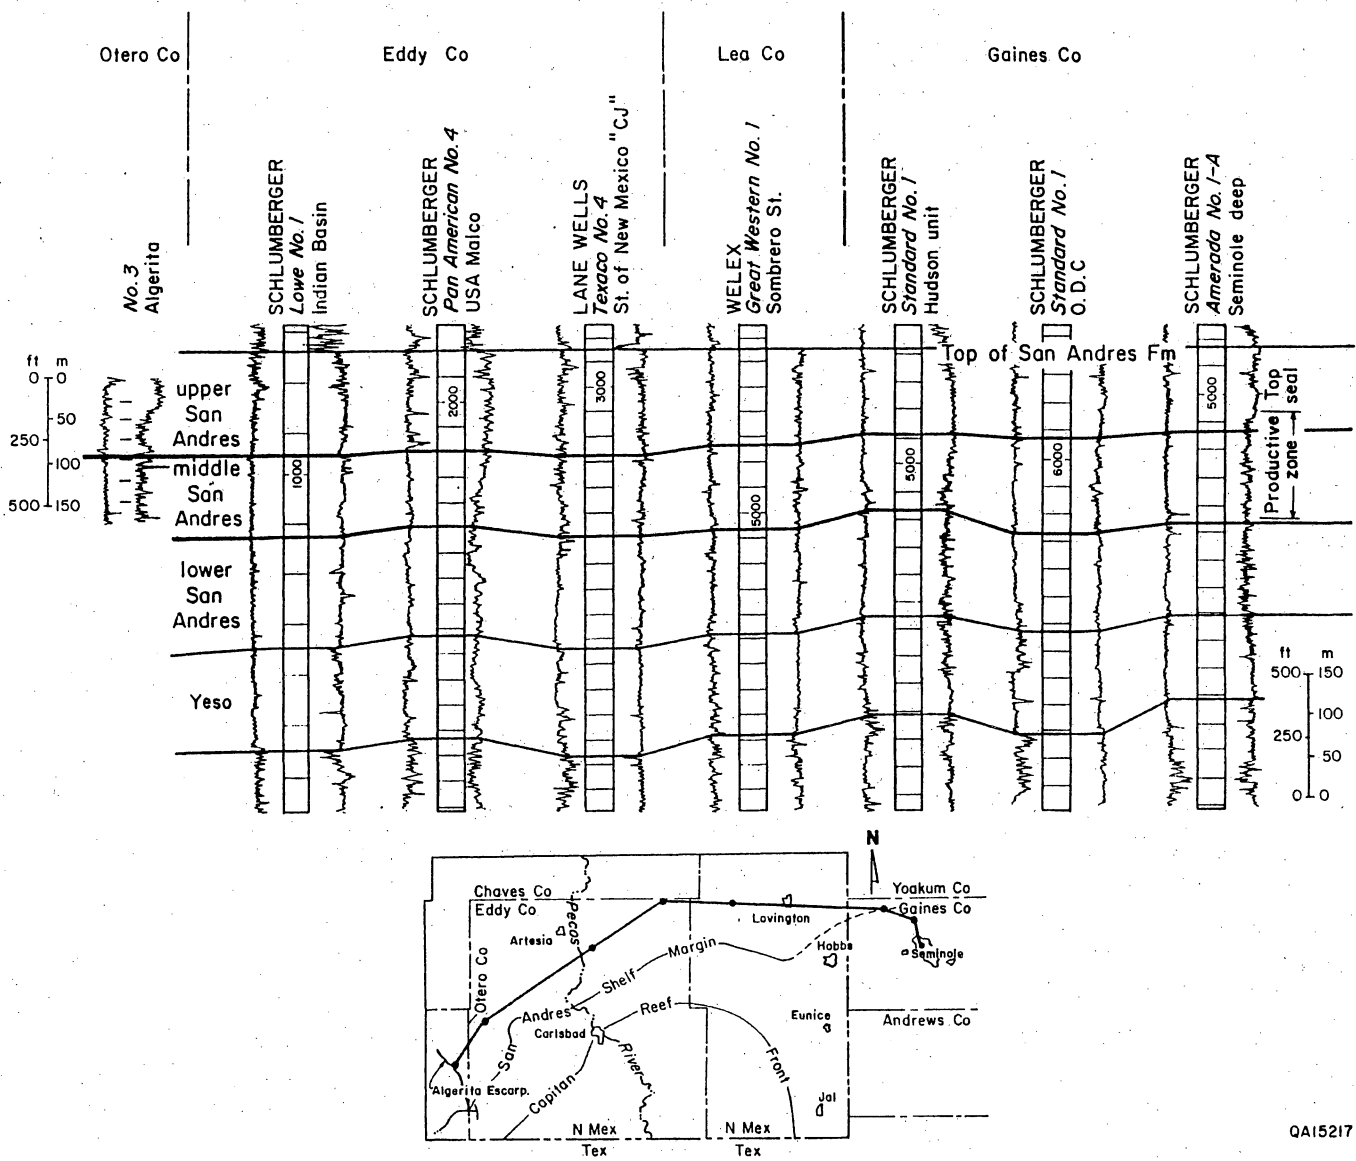 Otero Co
Eddy Co
Lea Co
Gaines Co
No. 3
Algerita
SCHLUMBERGER
Lowe No. 1
Indian Basin
SCHLUMBERGER
Pan American No. 4
USA Malco
LANE WELLS
Texaco No. 4
St. of New Mexico "CJ"
WELEX
Great Western No. 1
Sombrero St.
SCHLUMBERGER
Standard No. 1
Hudson unit
SCHLUMBERGER
Standard No. 1
O. D. C
SCHLUMBERGER
Amerada No. 1-A
Seminole deep
Top of San Andres Fm
ft m
0 0
50
250
100
500 150
upper
San
Andres
middle
San
Andres
lower
San
Andres
Yeso
1000
2000
3000
5000
5000
6000
5000
Top
seal
Productive
zone
ft m
500 150
100
250
50
0 0
N
Chaves Co
Eddy Co
Yoakum Co
Gaines Co
Pecos
Lovington
Artesia
Hobbs
Seminole
Otero Co
San Andres Shelf Margin
Eunice
Andrews Co
Carlsbad
River
Capitan Reef Front
Algerita Escarp.
Jal
N Mex
Tex
N Mex
Tex
QA15217